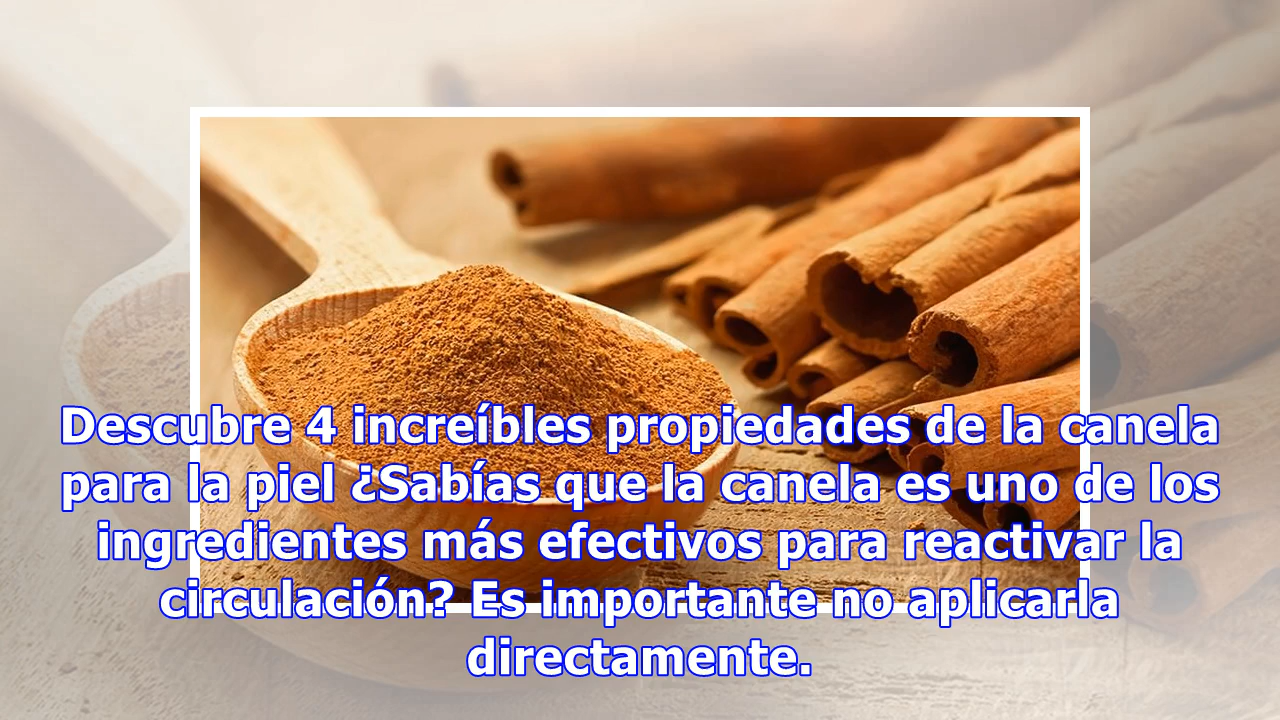 Descubre 4 increíbles propiedades de la canela
para la piel ¿Sabías que la canela es uno de los
ingredientes más efectivos para reactivar la
circulación? Es importante no aplicarla
directamente.